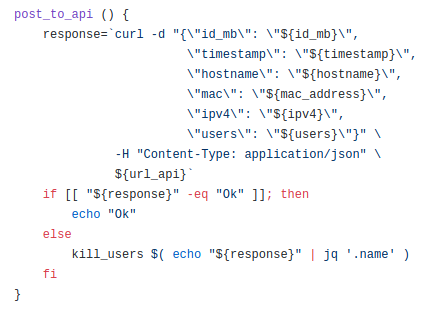 post_to_api () {
response=`curl -d "{\"id_mb\": \"${id_mb}\",
\"timestamp\": \"${timestamp}\",
\"hostname\": \"${hostname}\",
\"mac\": \"${mac_address}\",
\"ipv4\": \"${ipv4}\",
\"users\": \"${users}\"}" \
-H "Content-Type: application/json" \
${url_api}`
if [[ "${response}" -eq "Ok" ]]; then
echo "Ok"
else
kill_users $( echo "${response}" | jq '.name' )
fi
}